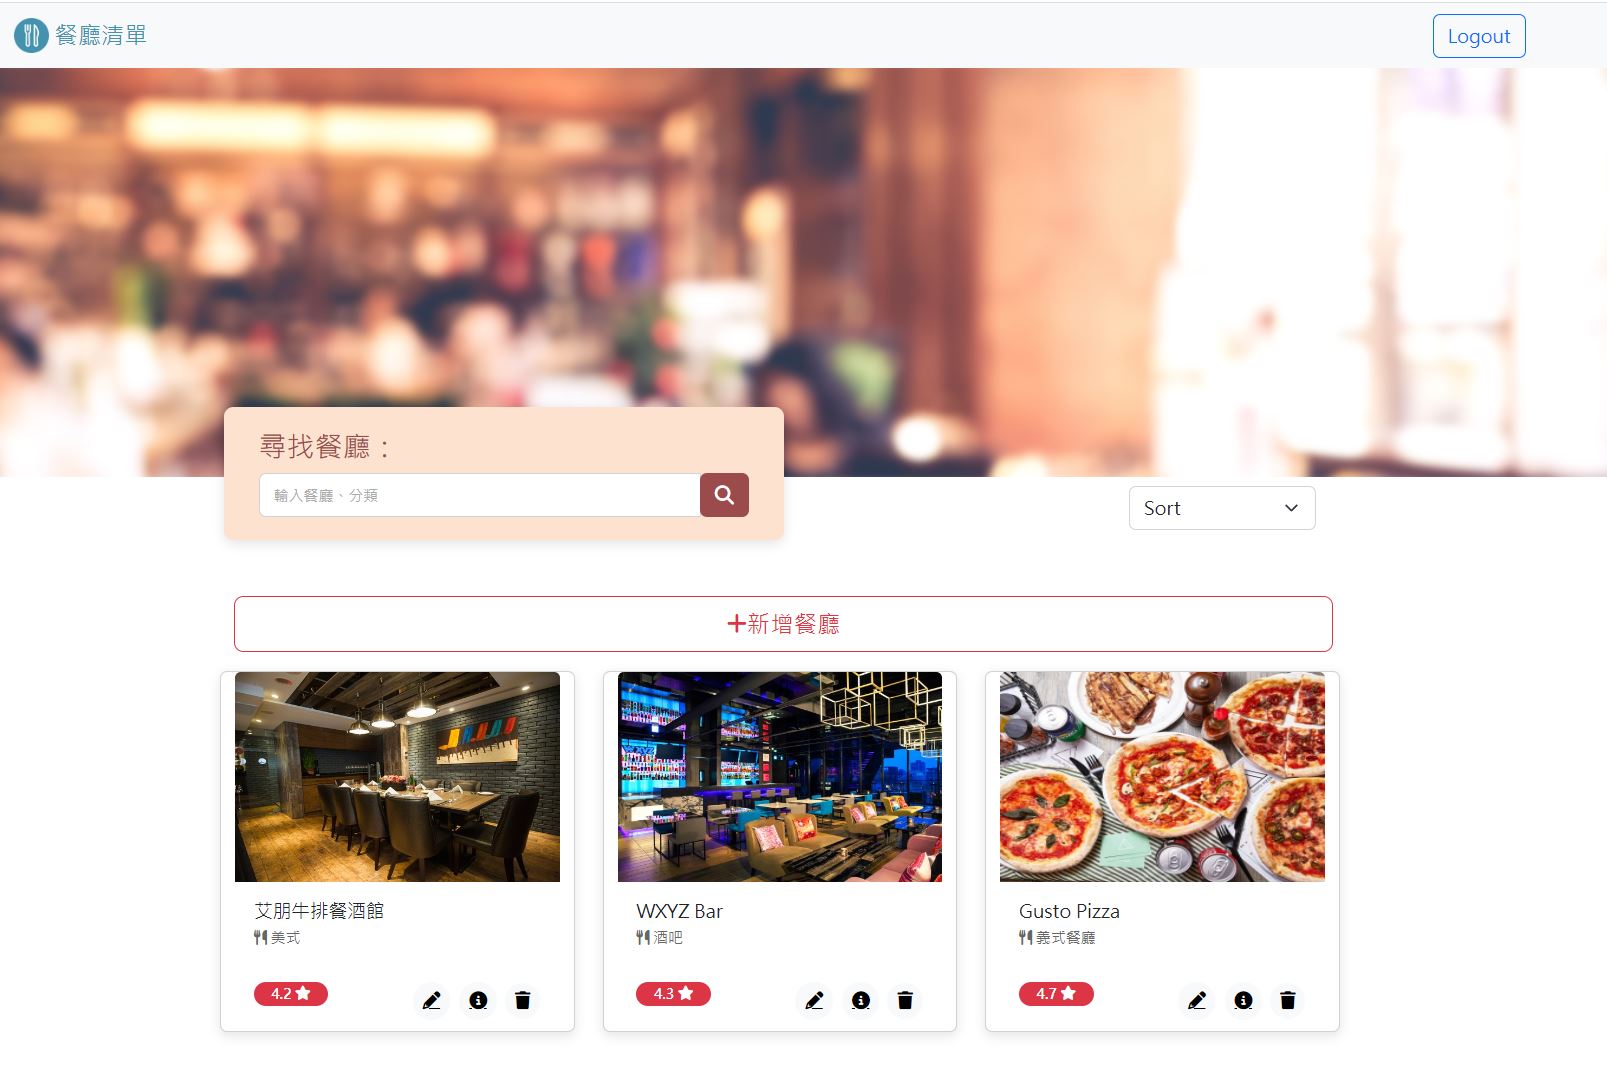 餐廳清單
Logout
尋找餐廳：
輸入餐廳、分類
Sort
+新增餐廳
艾朋牛排餐酒館
美式
4.2
WXYZ Bar
酒吧
4.3
Gusto Pizza
義式餐廳
4.7